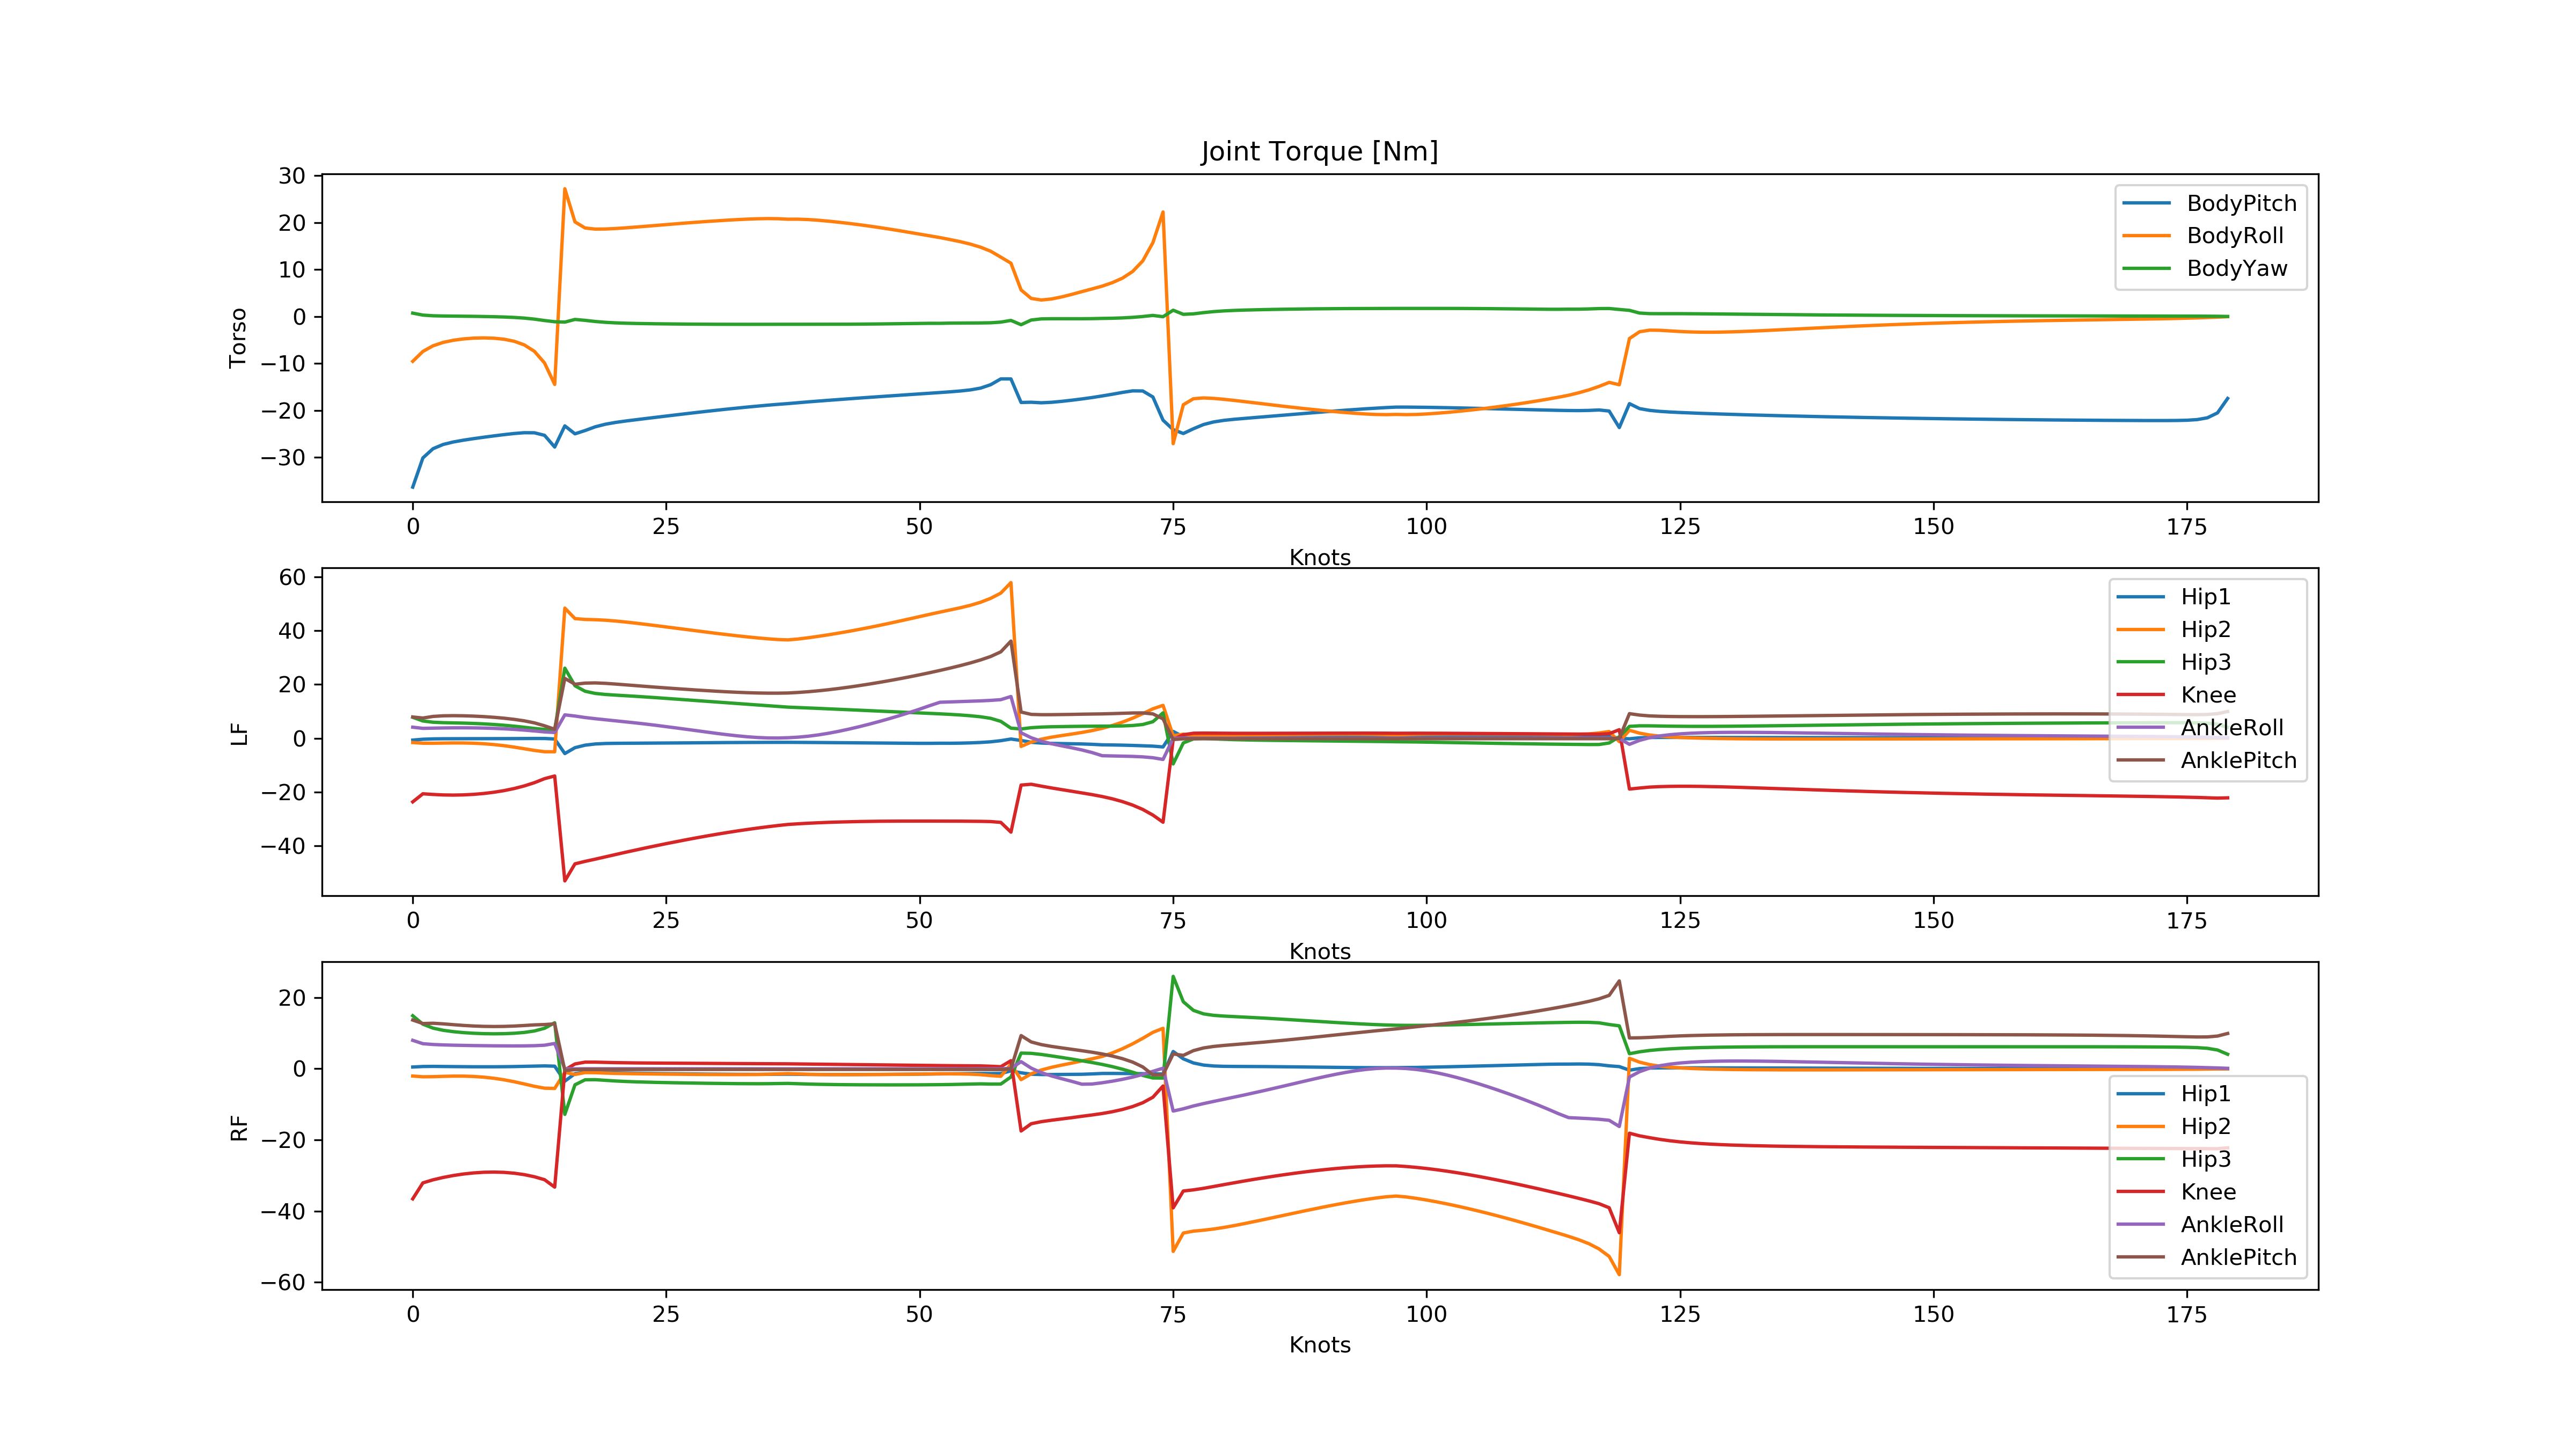 Joint Torque [Nm]
30
20
10
0
−10
−20
−30
Torso
BodyPitch
BodyRoll
BodyYaw
0 25 50 75 100 125 150 175
Knots
60
40
20
0
−20
−40
LF
Hip1
Hip2
Hip3
Knee
AnkleRoll
AnklePitch
0 25 50 75 100 125 150 175
Knots
20
0
−20
−40
−60
RF
Hip1
Hip2
Hip3
Knee
AnkleRoll
AnklePitch
0 25 50 75 100 125 150 175
Knots